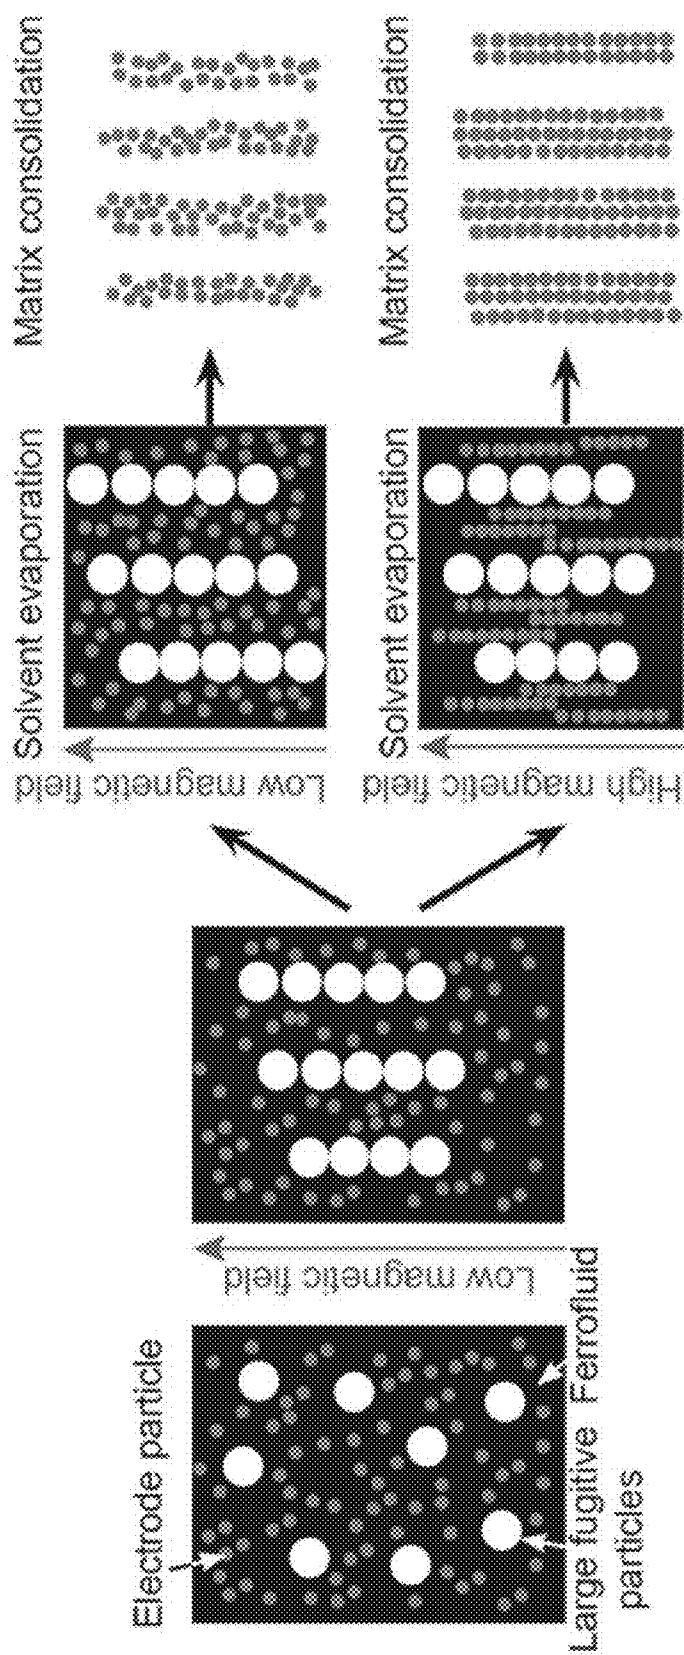 Electrode particle
Large fugitive
particles
Ferrofluid
Low magnetic field
Low magnetic field
Solvent evaporation
Matrix consolidation
High magnetic field
Solvent evaporation
Matrix consolidation